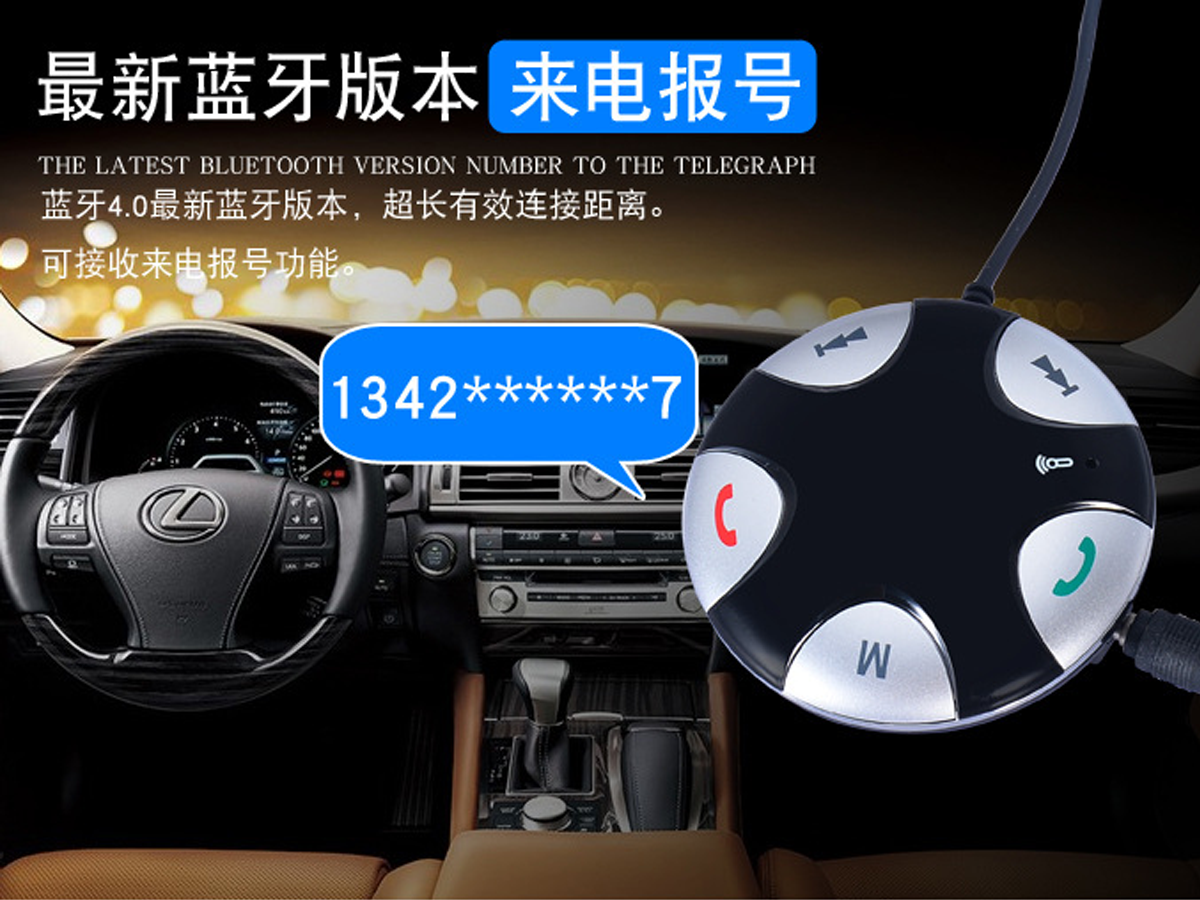 最新蓝牙版本 来电报号
THE LATEST BLUETOOTH VERSION NUMBER TO THE TELEGRAPH
蓝牙4.0最新蓝牙版本，超长有效连接距离。
可接收来电报号功能。
1342******7
M